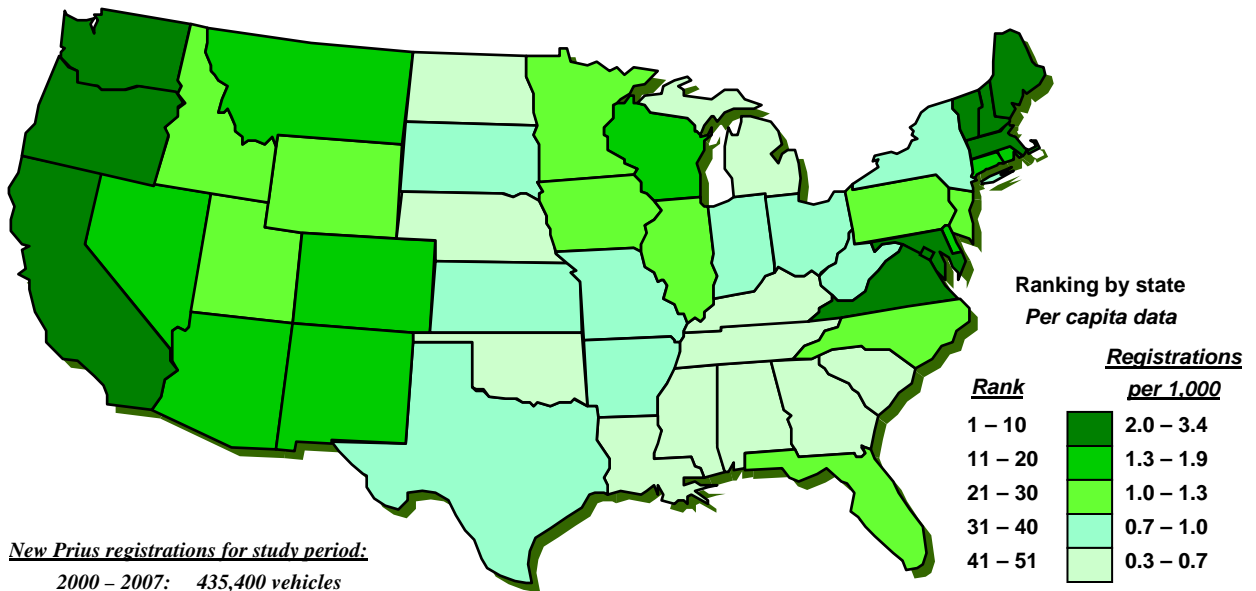 Ranking by state
Per capita data
Rank
Registrations
per 1,000
1 – 10
2.0 – 3.4
11 – 20
1.3 – 1.9
21 – 30
1.0 – 1.3
31 – 40
0.7 – 1.0
41 – 51
0.3 – 0.7
New Prius registrations for study period:
2000 – 2007: 435,400 vehicles